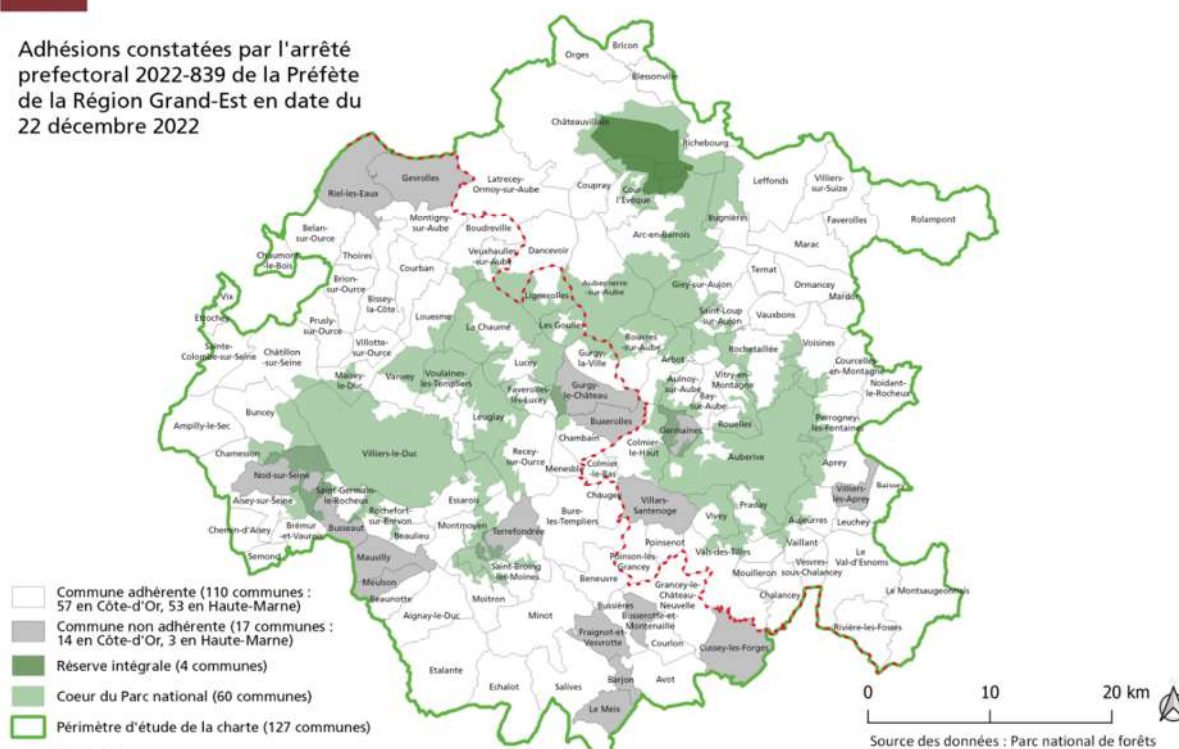 Adhésions constatées par l'arrêté
prefectoral 2022-839 de la Préfète
de la Région Grand-Est en date du
22 décembre 2022
Orges
Bricon
Blessonville
Châteauvillain
Richebourg
Gevrolles
Riel-les-Eaux
Latrecey-
Ormoy-sur-Aube
Coupray
Cour-
l'Evêque
Leffonds
Villiers-
sur-Suize
Bugnières
Faverolles
Rolampont
Montigny-
sur-Aube
Boudreville
Belan-
sur-Ource
Veuxhaulles-
sur-Aube
Dancevoir
Arc-en-Barrois
Marac
Chaumont-
le-Bois
Thoires
Courban
Ternat
Ormancey
Mardor
Brion-
sur-Ource
Bissey-
la-Côte
Lignerolles
Aubepierre-
sur-Aube
Giey-sur-Aujon
Vix
Etrochey
Prusly-
sur-Ource
Louesme
La Chaume
Les Goulles
Saint-Loup
sur-Aujon
Vauxbons
Sainte-
Colombe-sur-Seine
Châtillon
sur-Seine
Villotte-
sur-Ource
Rouvres
sur-Aube
Rochetaillée
Voisines
Courcelles-
en-Montagne
Maisey-
le-Duc
Vanvey
Voulaines-
les-Templiers
Lucey
Gurgy-
la-Ville
Arbot
Aulnoy-
sur-Aube
Vitry-en-
Montagne
Noidant-
le-Rocheux
Faverolles-
lès-Lucey
Gurgy-
le-Château
Bay-
sur-Aube
Buncey
Leuglay
Buxerolles
Germaines
Rouelles
Perrogney-
les-Fontaines
Ampilly-le-Sec
Chambain
Colmier-
le-Haut
Chamesson
Villiers-le-Duc
Recey-
sur-Ource
Menesble
Colmier
-le-Bas
Auberive
Aprey
Nod-sur-Seine
Saint-Germain-
le-Rocheux
Chaugey
Villars-
Santenoge
Villiers-
lès-Aprey
Baissey
Aisey-sur-Seine
Rochefort-
sur-Brévon
Essarois
Bure-
les-Templiers
Vivey
Praslay
Aujeurres
Leuchey
Chemin-d'Aisey
Brémur
-et-Vaurois
Busseaut
Beaulieu
Montmoyen
Terrefondrée
Poinsenot
Vals-des-Tilles
Vaillant
Le
Val-d'Esnoms
Semond
Mauvilly
Saint-Broing
les-Moines
Poinson-lès-
Grancey
Mouilleron
Vesvres-
sous-Chalancey
Meulson
Beneuvre
Grancey-le-
Château-
Neuvelle
Chalancey
Le Montsaugeonnais
Beaunotte
Moitron
Bussières
Busserotte-et-
Montenaille
Aignay-le-Duc
Minot
Rivière-les-Fosses
Fraignot-et-
Vesvrotte
Courlon
Cussey-les-Forges
Etalante
Echalot
Salives
Barjon
Avot
Le Meix
Commune adhérente (110 communes :
57 en Côte-d'Or, 53 en Haute-Marne)
Commune non adhérente (17 communes :
14 en Côte-d'Or, 3 en Haute-Marne)
Réserve intégrale (4 communes)
Coeur du Parc national (60 communes)
Périmètre d'étude de la charte (127 communes)
0 10 20 km
Source des données : Parc national de forêts